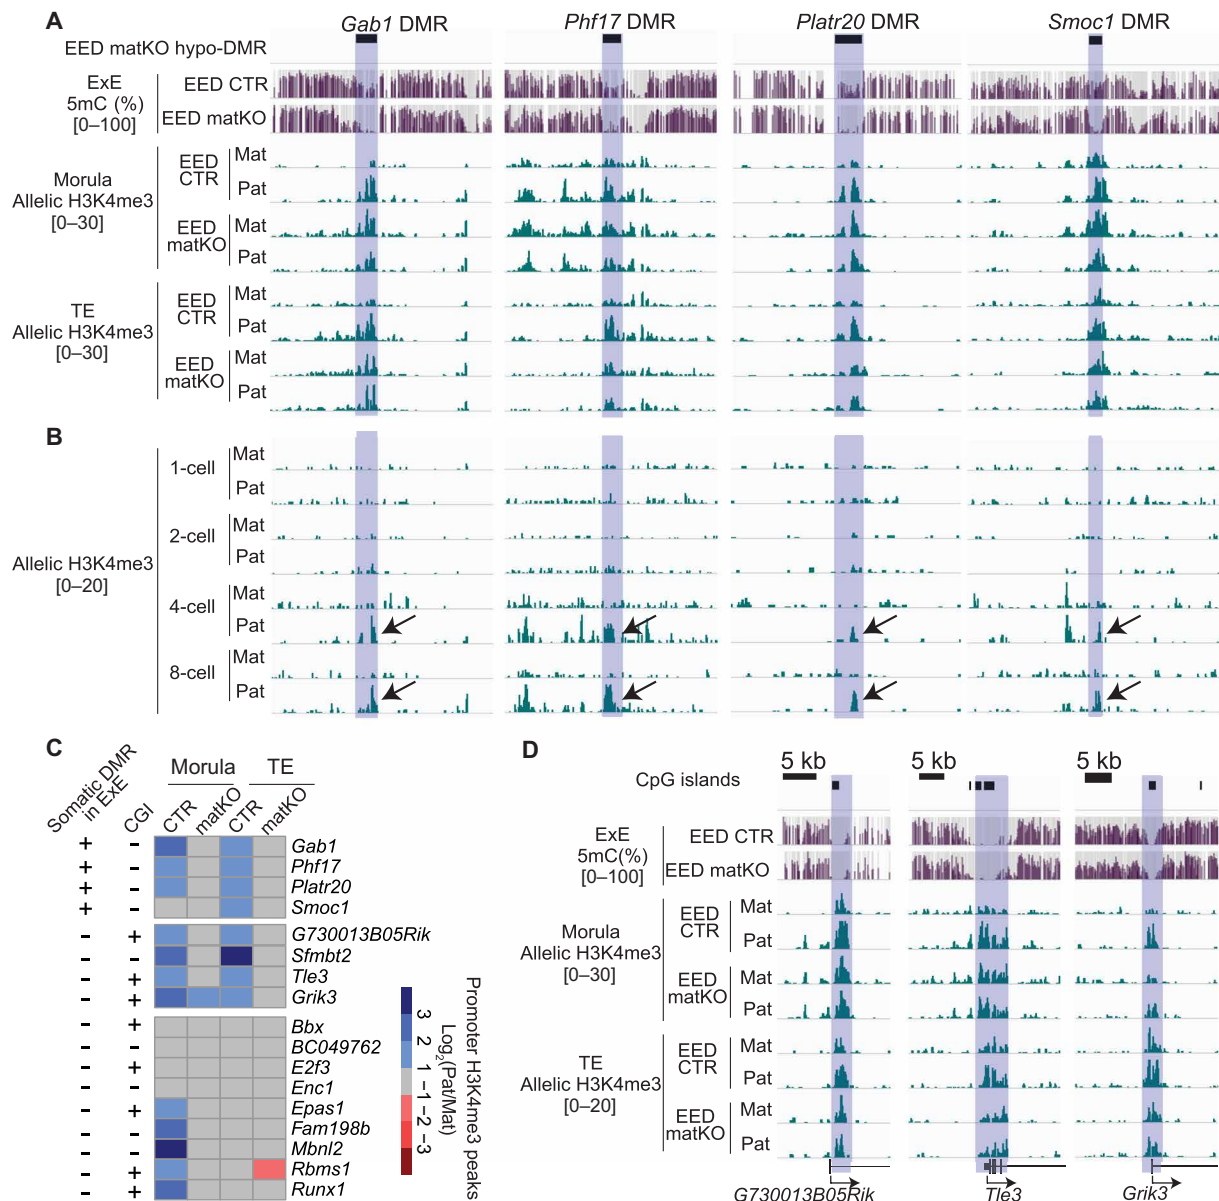 A
Gab1 DMR
Phf17 DMR
Platr20 DMR
Smoc1 DMR
EED matKO hypo-DMR
ExE
5mC (%)
[0–100]
EED CTR
EED matKO
Morula
Allelic H3K4me3
[0–30]
EED
CTR
Mat
Pat
EED
matKO
Mat
Pat
TE
Allelic H3K4me3
[0–30]
EED
CTR
Mat
Pat
EED
matKO
Mat
Pat
B
Allelic H3K4me3
[0–20]
1-cell
Mat
Pat
2-cell
Mat
Pat
4-cell
Mat
Pat
8-cell
Mat
Pat
C
Somatic DMR
in ExE
CGI
Morula
TE
CTR
matKO
CTR
matKO
+ – Gab1
+ – Phf17
+ – Platr20
+ – Smoc1
– + G730013B05Rik
– – Sfmbt2
– + Tle3
– + Grik3
– + Bbx
– – BC049762
– + E2f3
– – Enc1
– + Epas1
– – Fam198b
– – Mbnl2
– + Rbms1
– + Runx1
3
2
1
–1
–2
–3
Log2(Pat/Mat)
Promoter H3K4me3 peaks
D
5 kb
5 kb
5 kb
CpG islands
ExE
5mC(%)
[0–100]
EED CTR
EED matKO
Morula
Allelic H3K4me3
[0–30]
EED
CTR
Mat
Pat
EED
matKO
Mat
Pat
TE
Allelic H3K4me3
[0–20]
EED
CTR
Mat
Pat
EED
matKO
Mat
Pat
G730013B05Rik
Tle3
Grik3